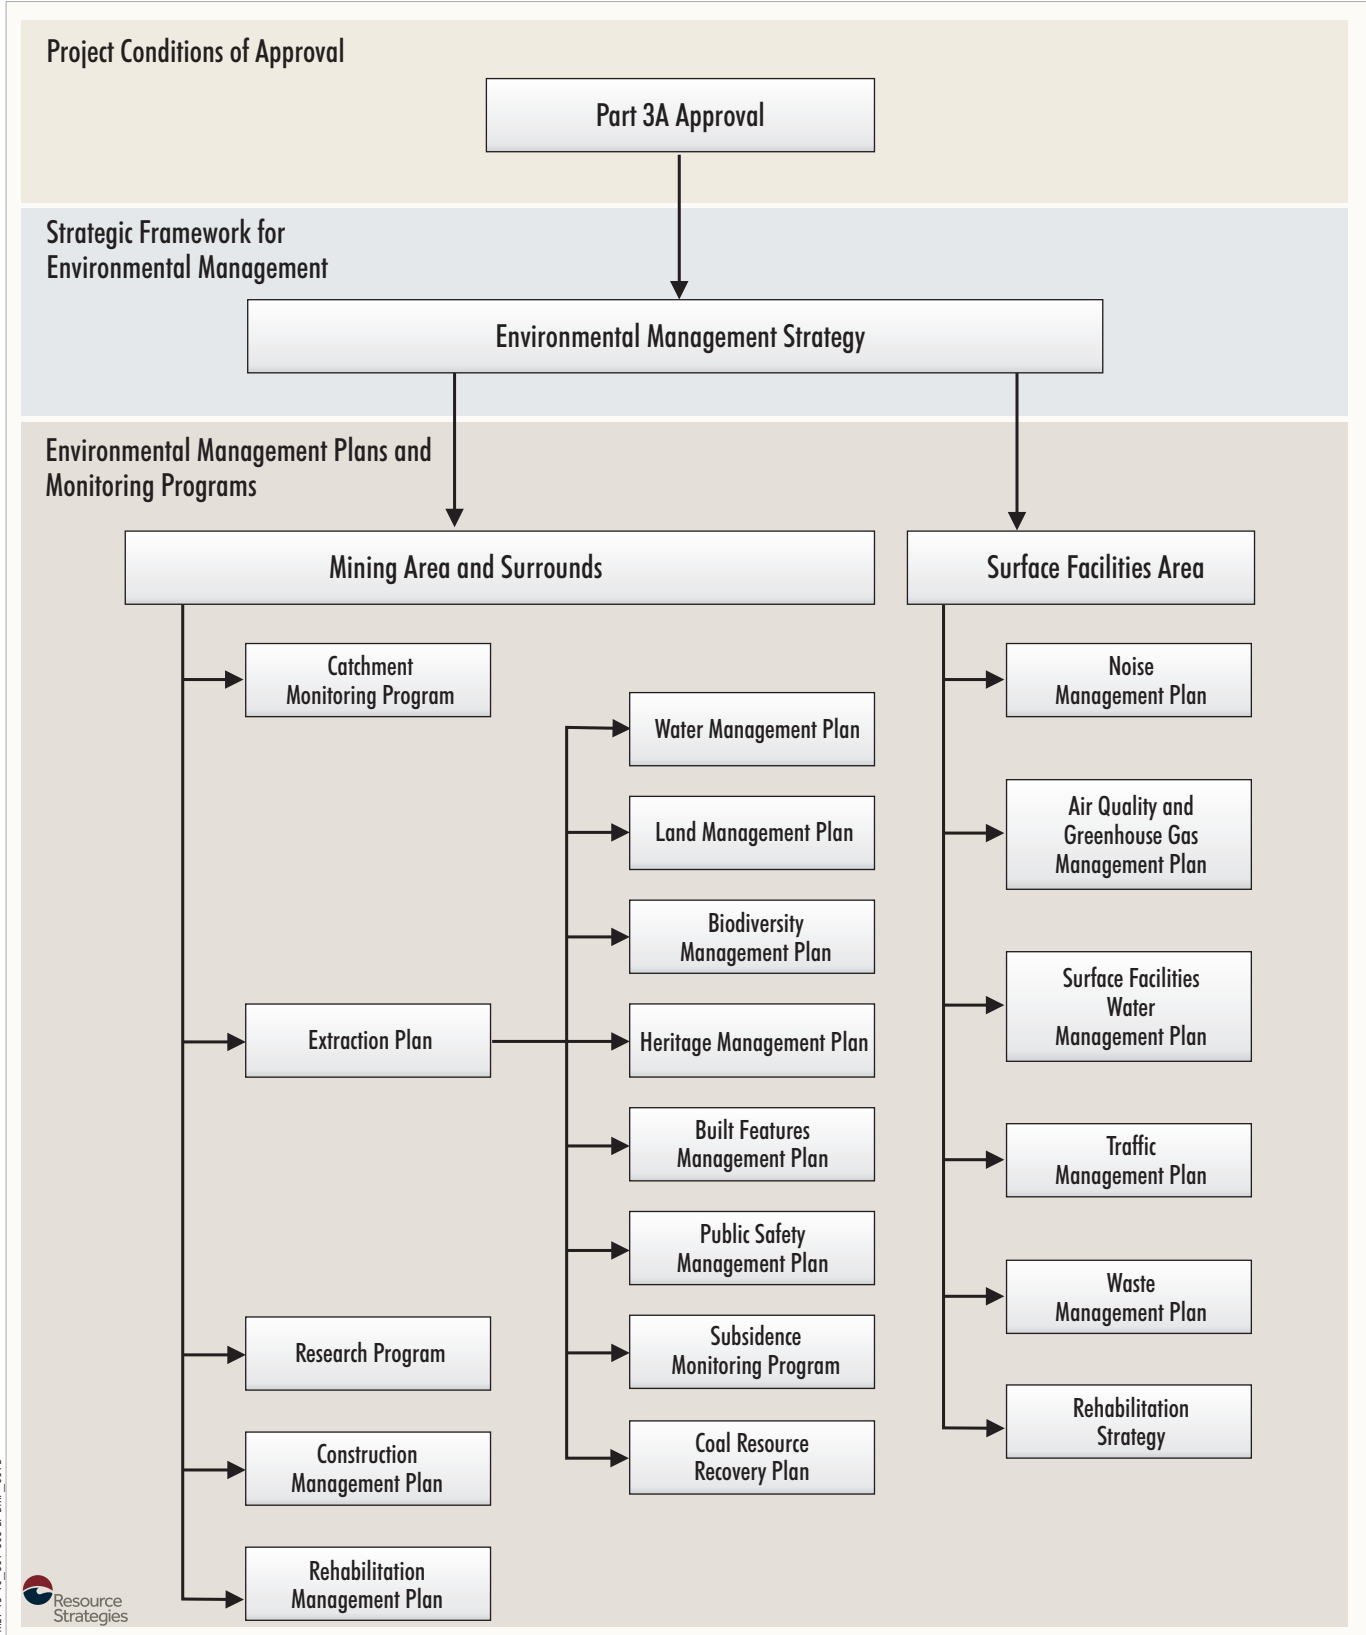 Project Conditions of Approval
Part 3A Approval
Strategic Framework for
Environmental Management
Environmental Management Strategy
Environmental Management Plans and
Monitoring Programs
Mining Area and Surrounds
Catchment
Monitoring Program
Extraction Plan
Water Management Plan
Land Management Plan
Biodiversity
Management Plan
Heritage Management Plan
Built Features
Management Plan
Public Safety
Management Plan
Subsidence
Monitoring Program
Coal Resource
Recovery Plan
Research Program
Construction
Management Plan
Rehabilitation
Management Plan
Surface Facilities Area
Noise
Management Plan
Air Quality and
Greenhouse Gas
Management Plan
Surface Facilities
Water
Management Plan
Traffic
Management Plan
Waste
Management Plan
Rehabilitation
Strategy
Resource
Strategies